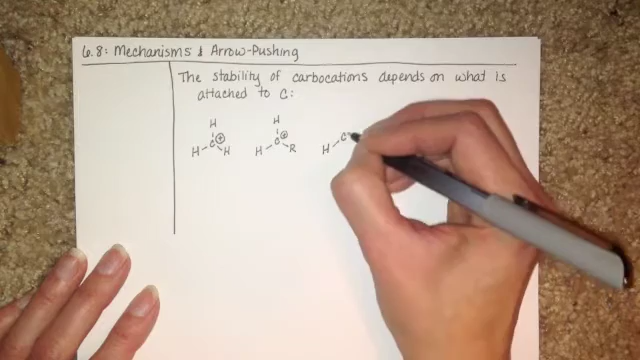 6.8: Mechanisms & Arrow-Pushing
The stability of carbocations depends on what is
attached to C:
H H
C + C + C
H H H R H